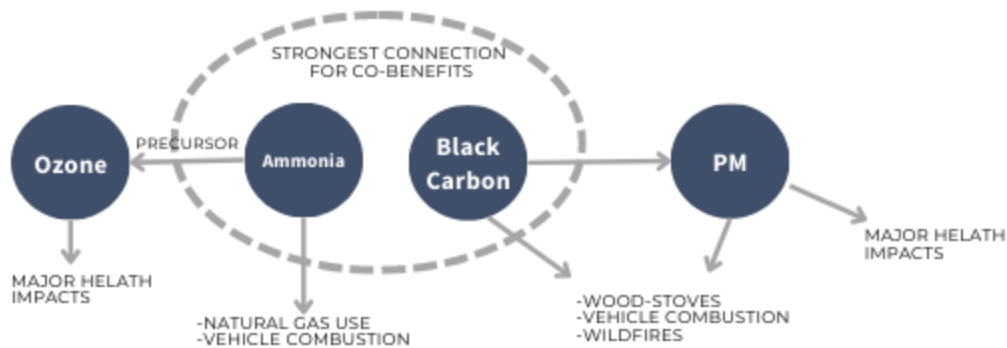 STRONGEST CONNECTION
FOR CO-BENEFITS
Ozone
PRECURSOR
Ammonia
Black
Carbon
PM
MAJOR HELATH
IMPACTS
-NATURAL GAS USE
-VEHICLE COMBUSTION
-WOOD-STOVES
-VEHICLE COMBUSTION
-WILDFIRES
MAJOR HELATH
IMPACTS